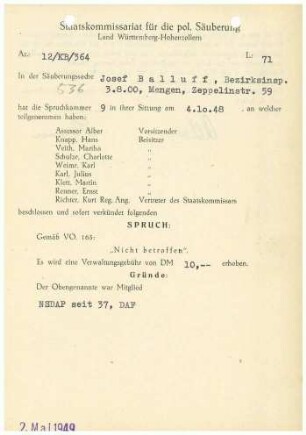 Staatskommissariat für die pol. Säuberung
Land Württemberg-Hohenzollern
Az.: 12/KB/364 L: 71
In der Säuberungssache Josef Balluff, Bezirksinsp.
536 3.8.00, Mengen, Zeppelinstr. 59
hat die Spruchkammer 9 in ihrer Sitzung am 4.10.48 , an welcher
teilgenommen haben:
Assessor Alber Vorsitzender
Knapp, Hans Beisitzer
Veith, Martha "
Schulze, Charlotte "
Weimr, Karl "
Karl, Julius "
Klett, Martin "
Renner, Ernst "
Richter, Kurt Reg. Ang. Vertreter des Staatskommissars
beschlossen und sofort verkündet folgenden
SPRUCH:
Gemäß VO. 165:
„Nicht betroffen".
Es wird eine Verwaltungsgebühr von DM 10,-- erhoben.
Gründe:
Der Obengenannte war Mitglied
NSDAP seit 37, DAF
2. Mai 1949